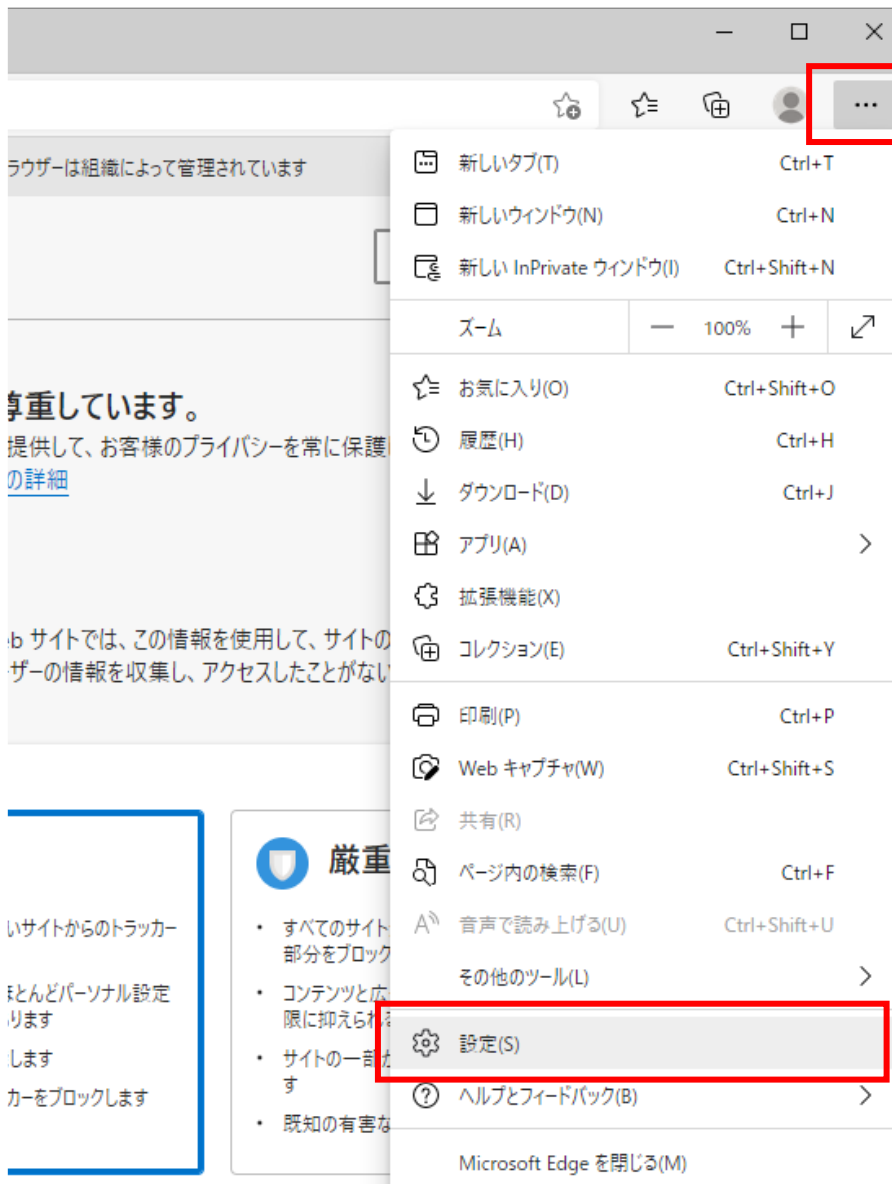 ラウザーは組織によって管理されています
尊重しています。
提供して、お客様のプライバシーを常に保護
の詳細
eb サイトでは、この情報を使用して、サイトの
ザーの情報を収集し、アクセスしたことがない
いサイトからのトラッカー
ほとんどパーソナル設定
ります
します
カーをブロックします
厳重
・ すべてのサイト
部分をブロック
・ コンテンツと広
限に抑えられ
・ サイトの一部が
す
・ 既知の有害な
新しいタブ(T) Ctrl+T
新しいウィンドウ(N) Ctrl+N
新しい InPrivate ウィンドウ(I) Ctrl+Shift+N
ズーム 100%
お気に入り(O) Ctrl+Shift+O
履歴(H) Ctrl+H
ダウンロード(D) Ctrl+J
アプリ(A)
拡張機能(X)
コレクション(E) Ctrl+Shift+Y
印刷(P) Ctrl+P
Web キャプチャ(W) Ctrl+Shift+S
共有(R)
ページ内の検索(F) Ctrl+F
音声で読み上げる(U) Ctrl+Shift+U
その他のツール(L)
設定(S)
ヘルプとフィードバック(B)
Microsoft Edge を閉じる(M)